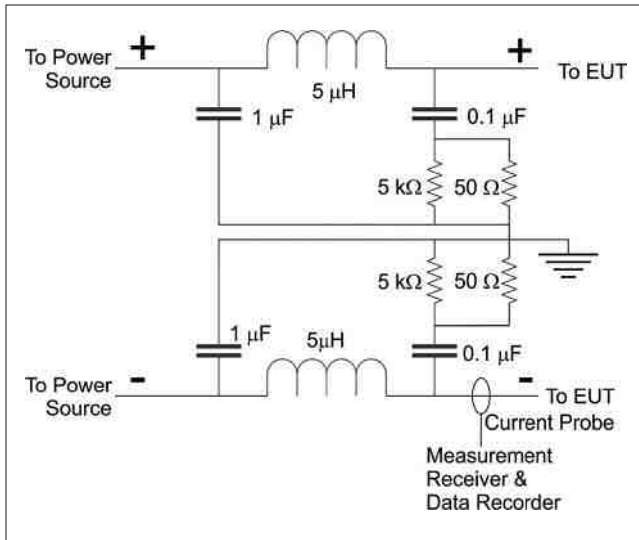 To Power
Source
+
+
To EUT
5 µH
1 µF
0.1 µF
5 kΩ
50 Ω
5 kΩ
50 Ω
1 µF
5µH
0.1 µF
To Power
Source
-
-
To EUT
Current Probe
Measurement
Receiver &
Data Recorder